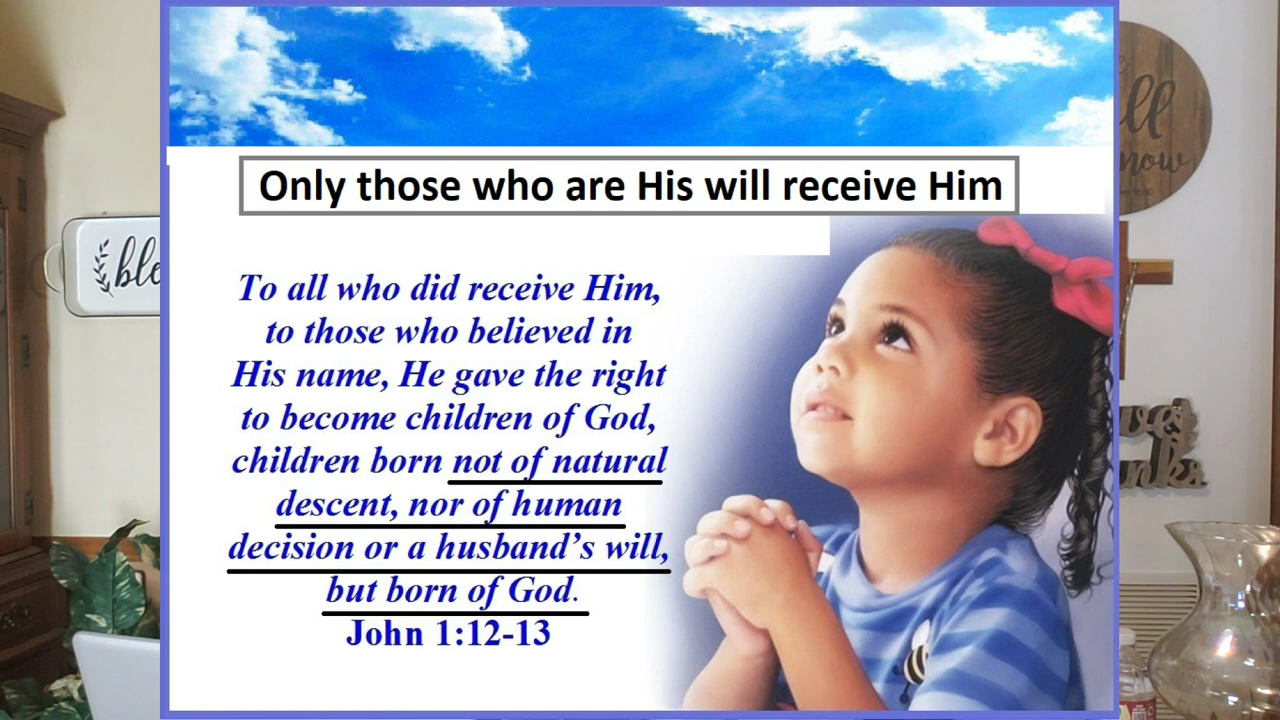 Only those who are His will receive Him
To all who did receive Him,
to those who believed in
His name, He gave the right
to become children of God,
children born not of natural
descent, nor of human
decision or a husband's will,
but born of God.
John 1:12-13